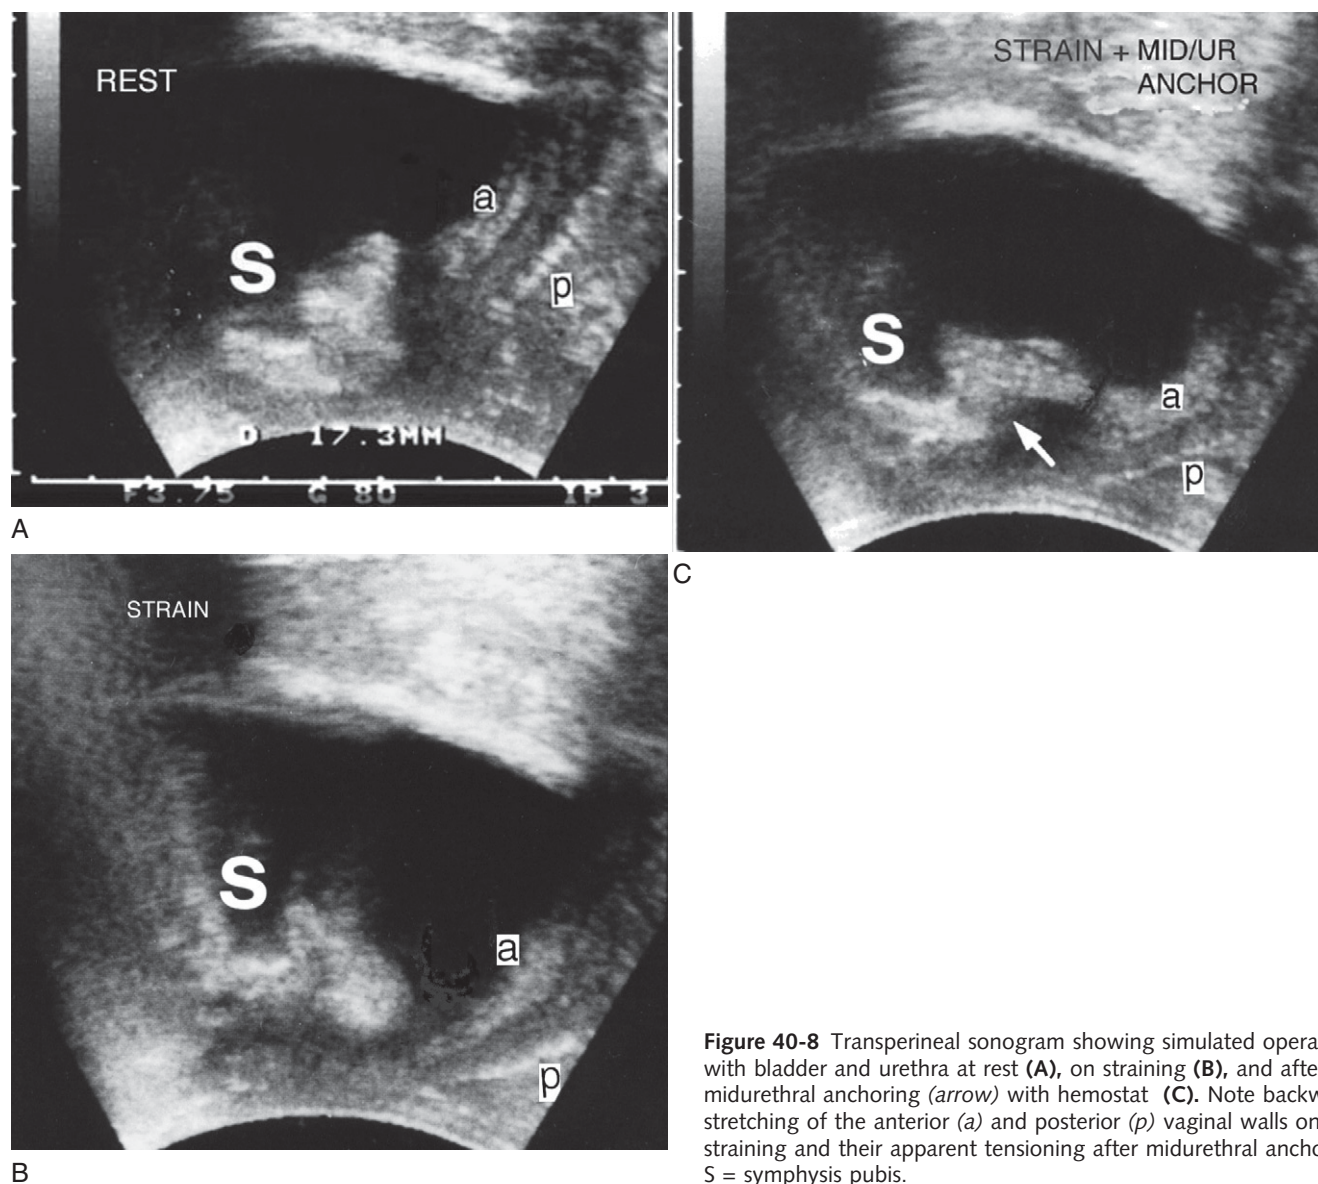 REST
a
S
p
D 17.3MM
F3.75 G 80 IP 3
A
STRAIN + MID/UR
ANCHOR
S
a
p
C
STRAIN
S
a
p
B
Figure 40-8 Transperineal sonogram showing simulated opera
with bladder and urethra at rest (A), on straining (B), and afte
midurethral anchoring (arrow) with hemostat (C). Note backw
stretching of the anterior (a) and posterior (p) vaginal walls on
straining and their apparent tensioning after midurethral ancho
S = symphysis pubis.